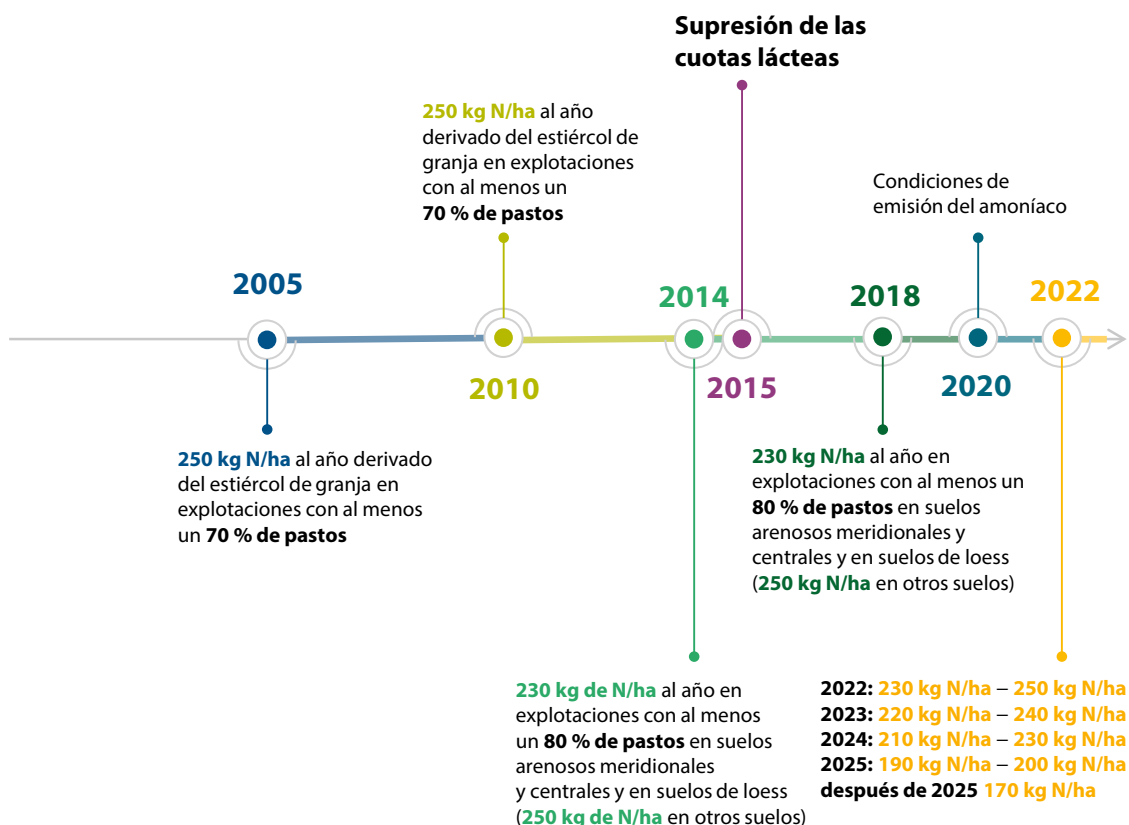 Supresión de las
cuotas lácteas
250 kg N/ha al año
derivado del estiércol de
granja en explotaciones
con al menos un
70 % de pastos
Condiciones de
emisión del amoníaco
2005
2010
2014
2015
2018
2020
2022
250 kg N/ha al año derivado
del estiércol de granja en
explotaciones con al menos
un 70 % de pastos
230 kg N/ha al año en
explotaciones con al menos un
80 % de pastos en suelos
arenosos meridionales y
centrales y en suelos de loess
(250 kg N/ha en otros suelos)
230 kg de N/ha al año en
explotaciones con al menos
un 80 % de pastos en suelos
arenosos meridionales
y centrales y en suelos de loess
(250 kg de N/ha en otros suelos)
2022: 230 kg N/ha – 250 kg N/ha
2023: 220 kg N/ha – 240 kg N/ha
2024: 210 kg N/ha – 230 kg N/ha
2025: 190 kg N/ha – 200 kg N/ha
después de 2025 170 kg N/ha